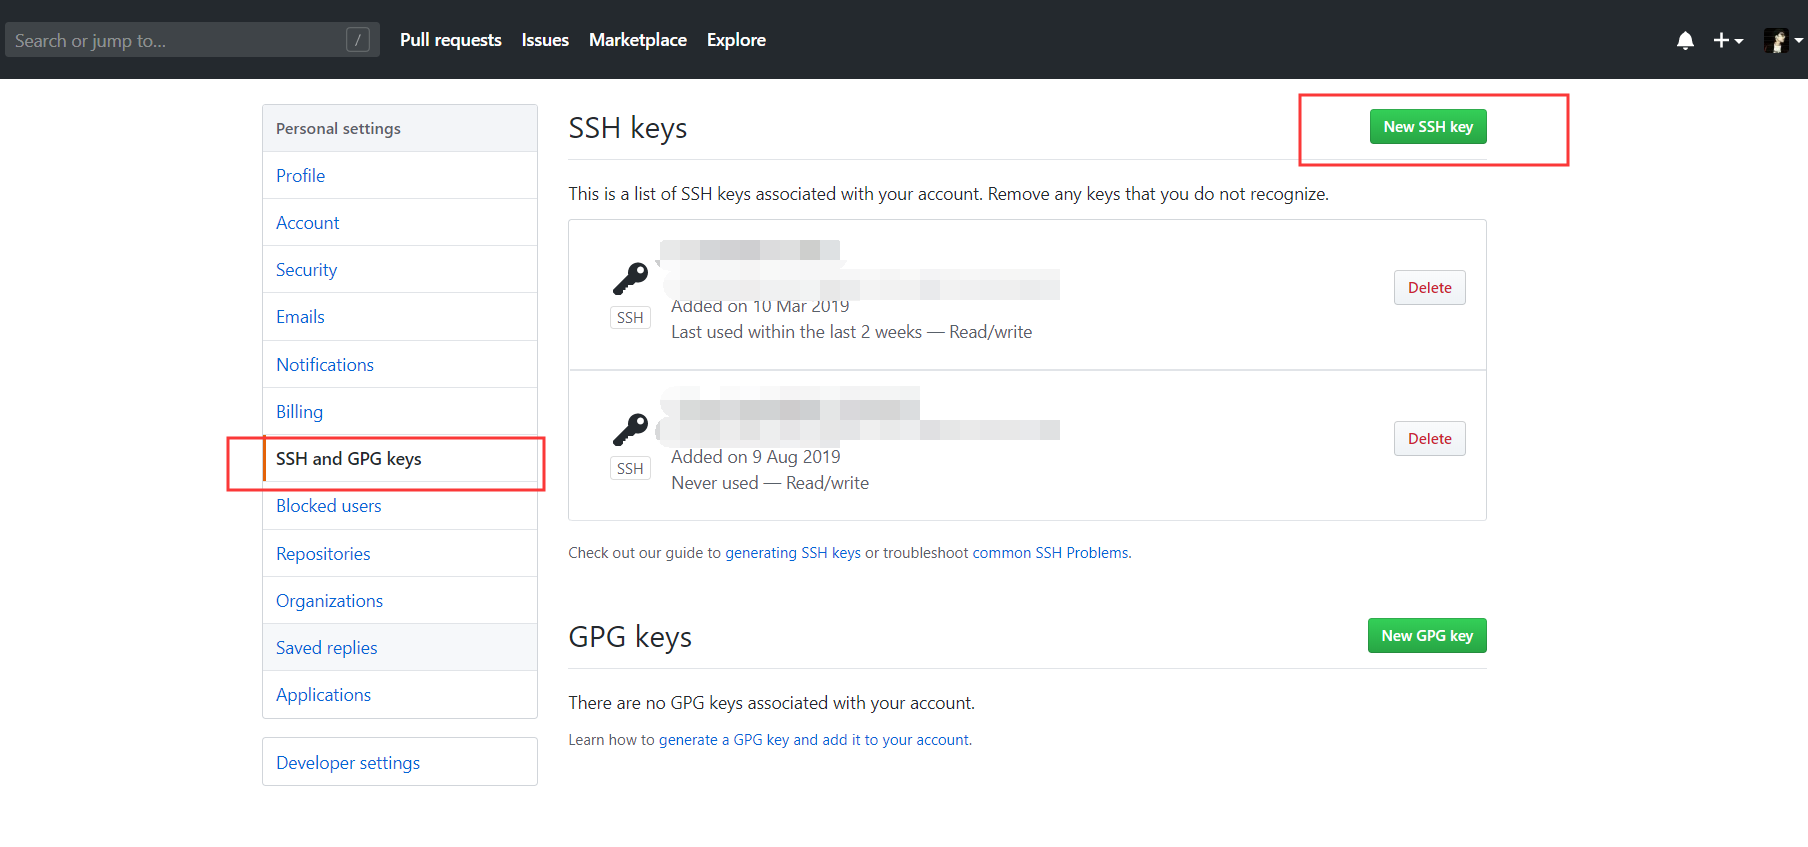 Search or jump to... /
Pull requests Issues Marketplace Explore
Personal settings
Profile
Account
Security
Emails
Notifications
Billing
SSH and GPG keys
Blocked users
Repositories
Organizations
Saved replies
Applications
Developer settings
SSH keys
New SSH key
This is a list of SSH keys associated with your account. Remove any keys that you do not recognize.
SSH
Added on 10 Mar 2019
Last used within the last 2 weeks — Read/write
Delete
SSH
Added on 9 Aug 2019
Never used — Read/write
Delete
Check out our guide to generating SSH keys or troubleshoot common SSH Problems.
GPG keys
New GPG key
There are no GPG keys associated with your account.
Learn how to generate a GPG key and add it to your account.